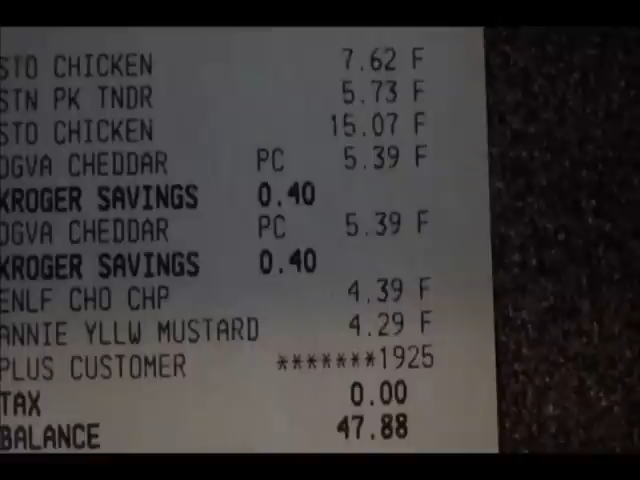 STO CHICKEN 7.62 F
STN PK TNDR 5.73 F
STO CHICKEN 15.07 F
OGVA CHEDDAR PC 5.39 F
KROGER SAVINGS 0.40
OGVA CHEDDAR PC 5.39 F
KROGER SAVINGS 0.40
ENLF CHO CHP 4.39 F
ANNIE YLLW MUSTARD 4.29 F
PLUS CUSTOMER *******1925
TAX 0.00
BALANCE 47.88